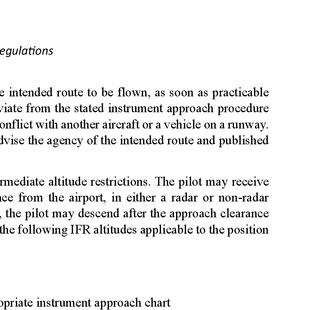 egulations
e intended route to be flown, as soon as practicable
viate from the stated instrument approach procedure
onflict with another aircraft or a vehicle on a runway.
dvise the agency of the intended route and published
rmediate altitude restrictions. The pilot may receive
ce from the airport, in either a radar or non-radar
, the pilot may descend after the approach clearance
the following IFR altitudes applicable to the position
opriate instrument approach chart